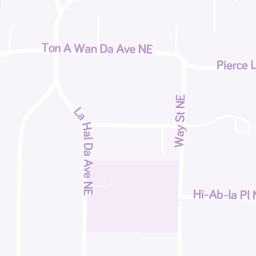 Ton A Wan Da Ave NE
Pierce L
La Hal Da Ave NE
Way St NE
Hi-Ab-la Pl N